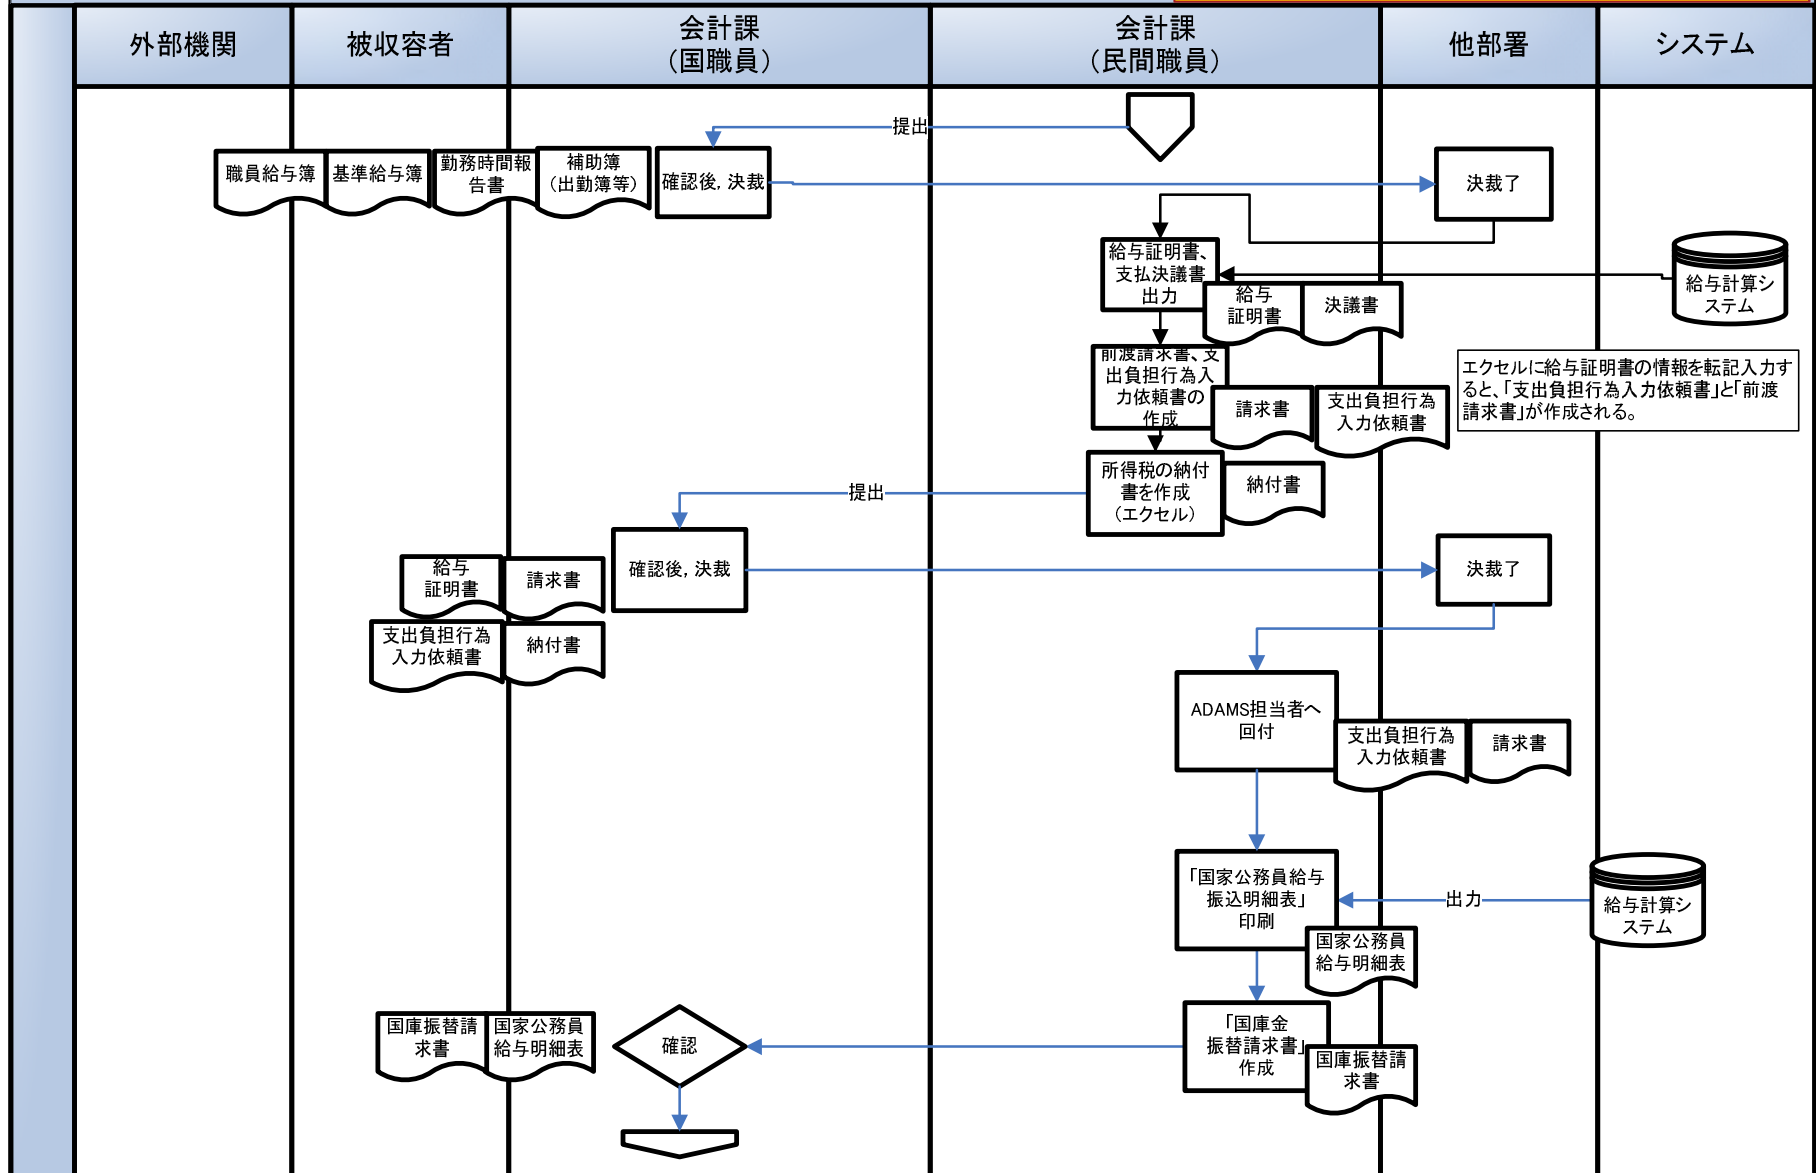 外部機関
被収容者
会計課
（国職員）
会計課
（民間職員）
他部署
システム
提出
職員給与簿
基準給与簿
勤務時間報
告書
補助簿
（出勤簿等）
確認後，決裁
決裁了
給与証明書、
支払決議書
出力
給与
証明書
決議書
給与計算シ
ステム
前渡請求書、支
出負担行為入
力依頼書の
作成
請求書
支出負担行為
入力依頼書
エクセルに給与証明書の情報を転記入力す
ると、「支出負担行為入力依頼書」と「前渡
請求書」が作成される。
所得税の納付
書を作成
（エクセル）
納付書
提出
給与
証明書
請求書
確認後，決裁
決裁了
支出負担行為
入力依頼書
納付書
ADAMS担当者へ
回付
支出負担行為
入力依頼書
請求書
「国家公務員給与
振込明細表」
印刷
出力
給与計算シ
ステム
国家公務員
給与明細表
国庫振替請
求書
国家公務員
給与明細表
確認
「国庫金
振替請求書」
作成
国庫振替請
求書